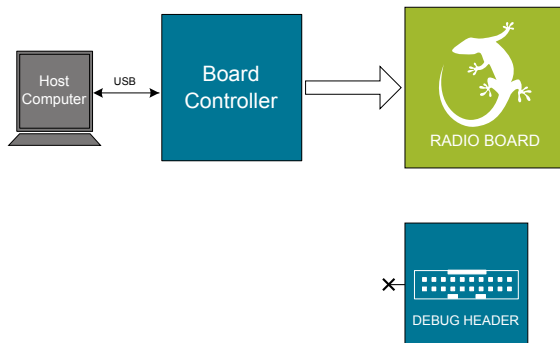 Host
Computer
USB
Board
Controller
RADIO BOARD
DEBUG HEADER